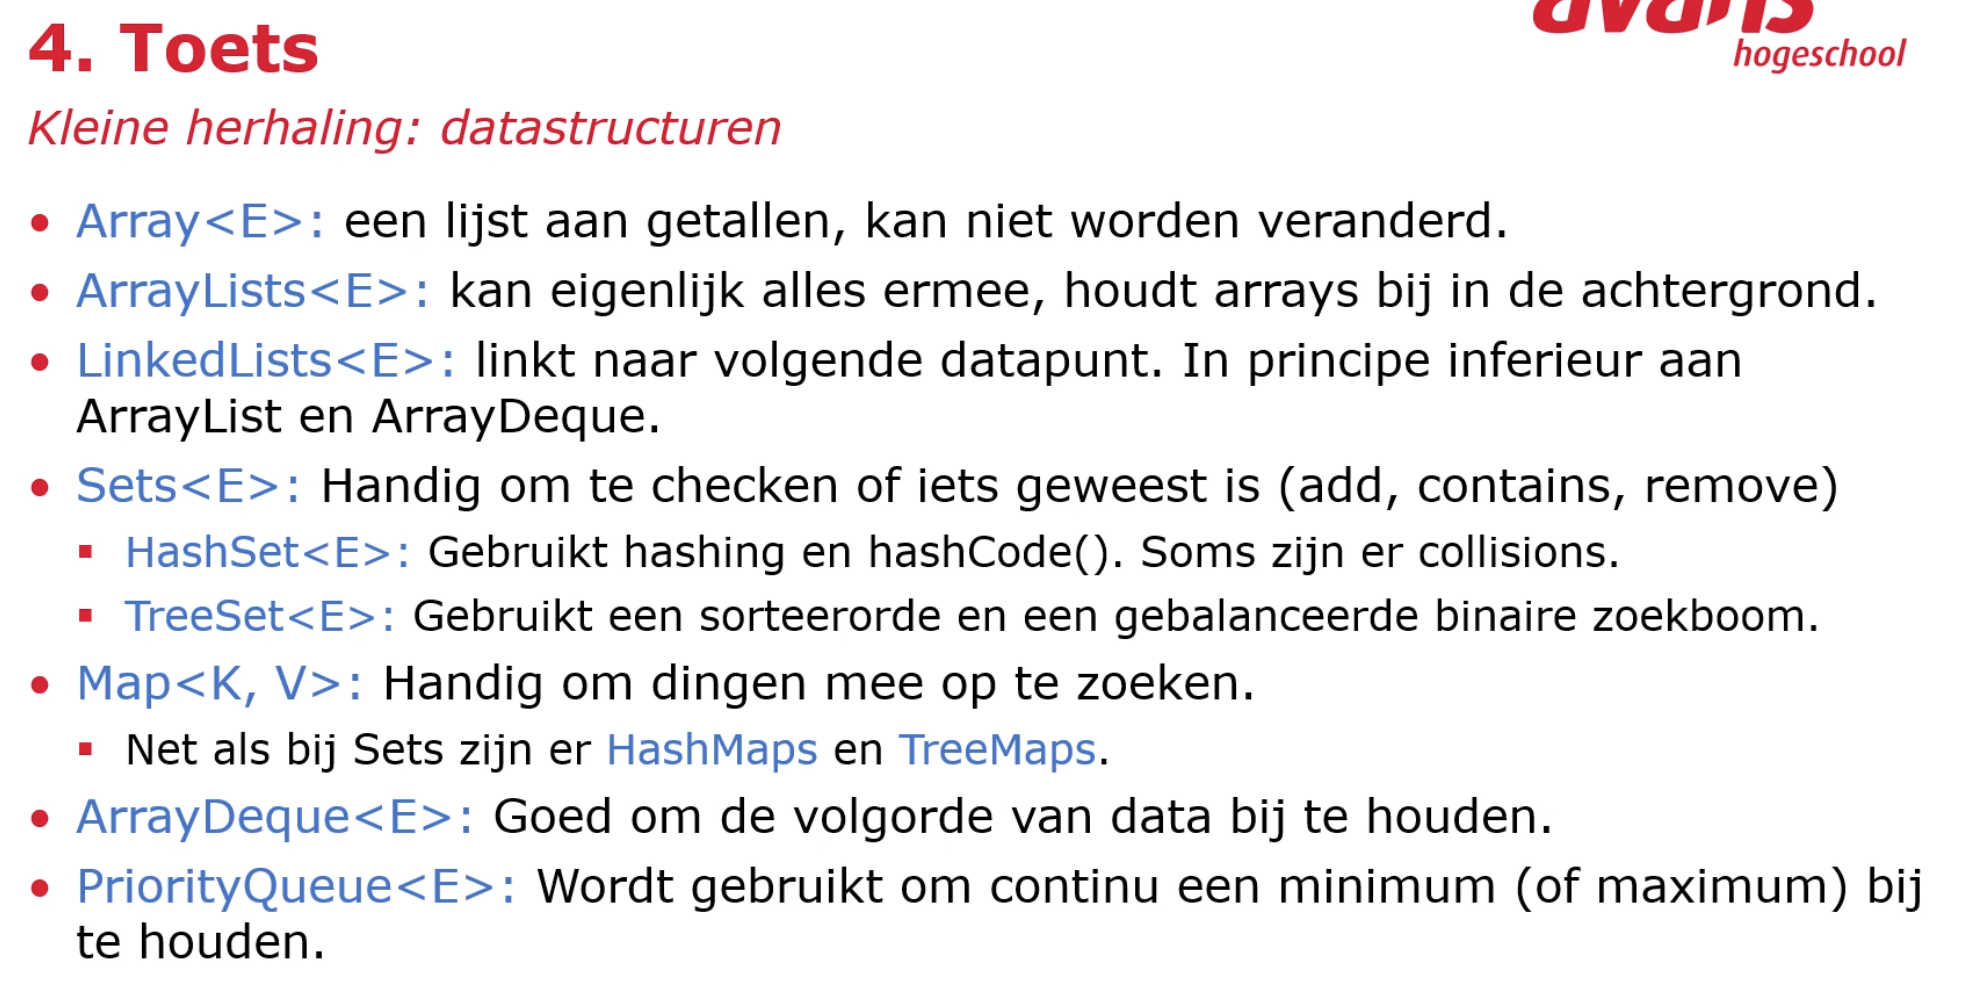 avans
hogeschool
4. Toets
Kleine herhaling: datastructuren
• Array<E>: een lijst aan getallen, kan niet worden veranderd.
• ArrayLists<E>: kan eigenlijk alles ermee, houdt arrays bij in de achtergrond.
• LinkedLists<E>: linkt naar volgende datapunt. In principe inferieur aan
ArrayList en ArrayDeque.
• Sets<E>: Handig om te checken of iets geweest is (add, contains, remove)
▪ HashSet<E>: Gebruikt hashing en hashCode(). Soms zijn er collisions.
▪ TreeSet<E>: Gebruikt een sorteerorde en een gebalanceerde binaire zoekboom.
• Map<K, V>: Handig om dingen mee op te zoeken.
▪ Net als bij Sets zijn er HashMaps en TreeMaps.
• ArrayDeque<E>: Goed om de volgorde van data bij te houden.
• PriorityQueue<E>: Wordt gebruikt om continu een minimum (of maximum) bij
te houden.